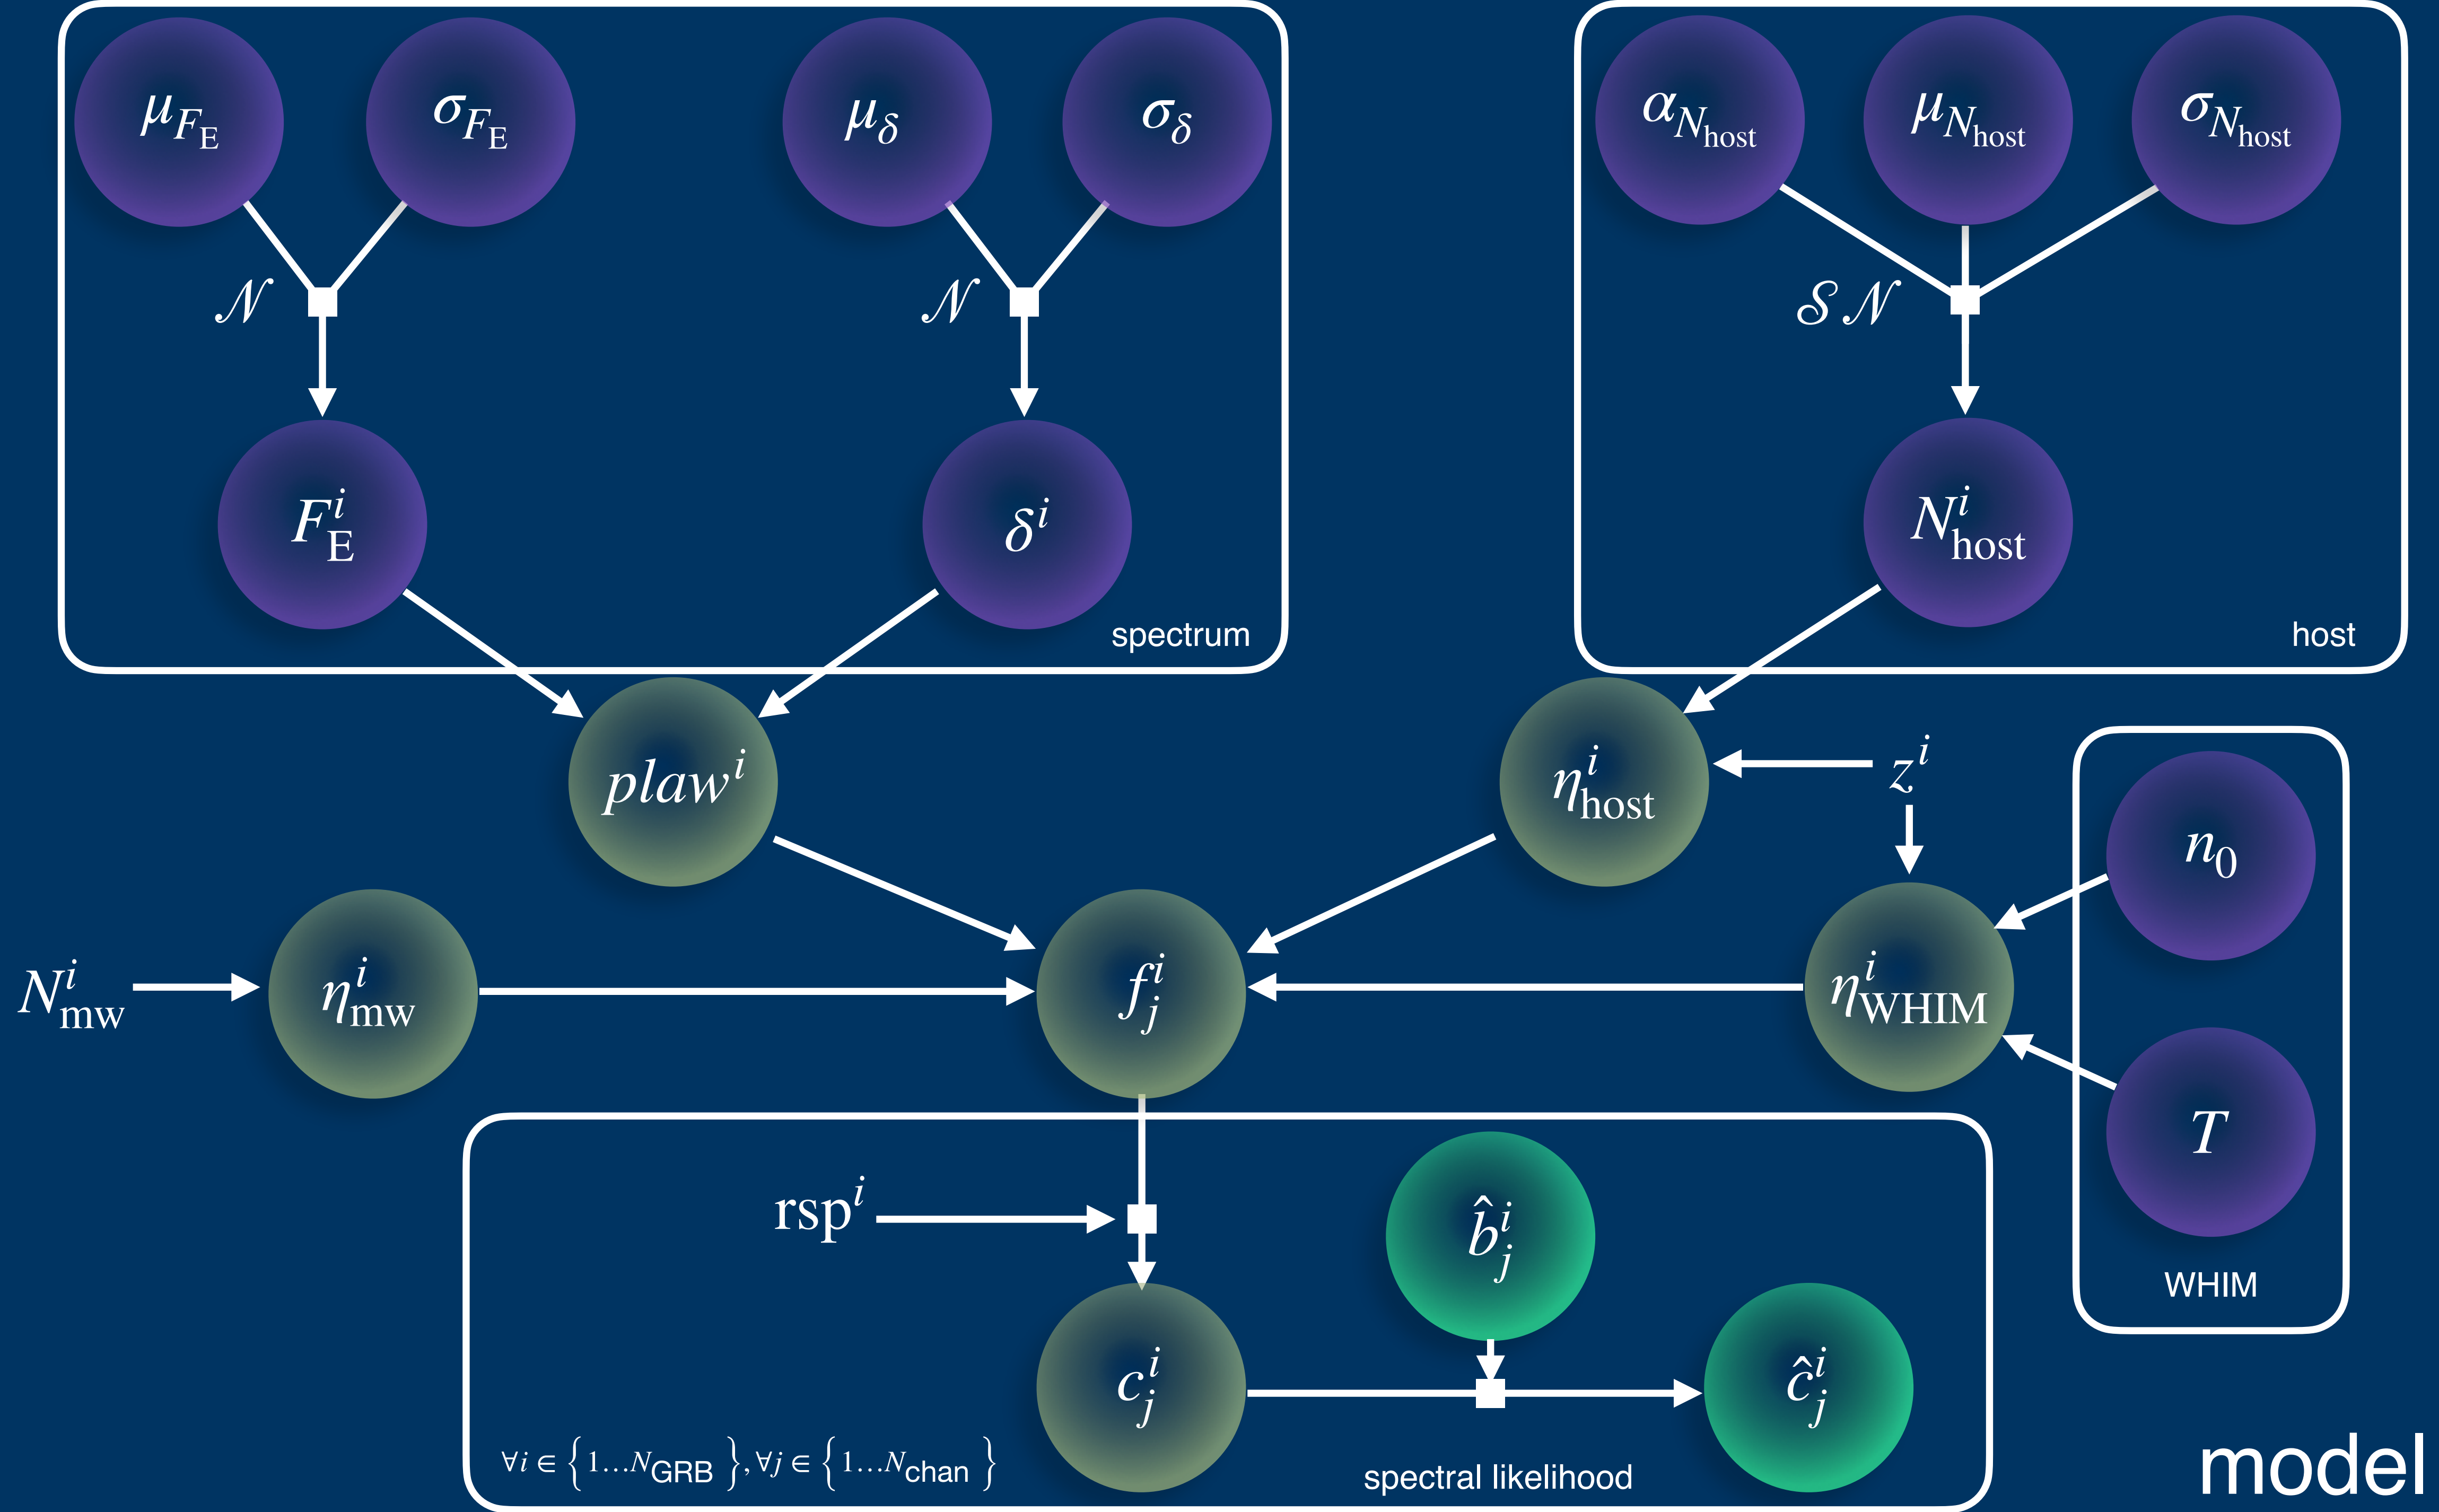 μ_{F_E} σ_{F_E} μ_δ σ_δ α_{N_host} μ_{N_host} σ_{N_host}
𝒩 𝒩 𝒮𝒩
F_E^i δ^i N_host^i
spectrum host
plaw^i η_host^i z^i n_0
N_mw^i η_mw^i f_j^i η_WHIM^i
T
rsp^i b̂_j^i
WHIM
c_j^i ĉ_j^i
∀i ∈ {1…N_GRB}, ∀j ∈ {1…N_chan} spectral likelihood
model